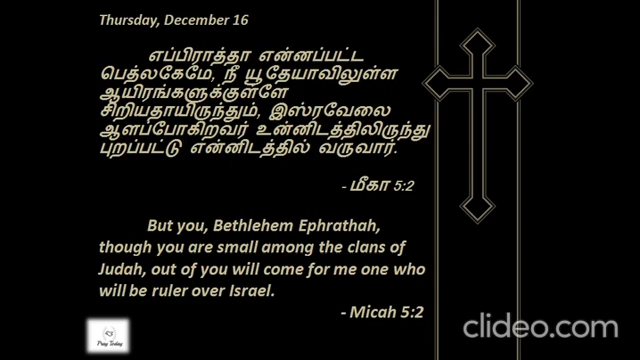 Thursday, December 16
எப்பிராத்தா என்னப்பட்ட
பெத்லகேமே, நீ யூதேயாவிலுள்ள
ஆயிரங்களுக்குள்ளே
சிறியதாயிருந்தும், இஸ்ரவேலை
ஆளப்போகிறவர் உன்னிடத்திலிருந்து
புறப்பட்டு என்னிடத்தில் வருவார்.
- மீகா 5:2
But you, Bethlehem Ephrathah,
though you are small among the clans of
Judah, out of you will come for me one who
will be ruler over Israel.
- Micah 5:2
Pray Today
clideo.com